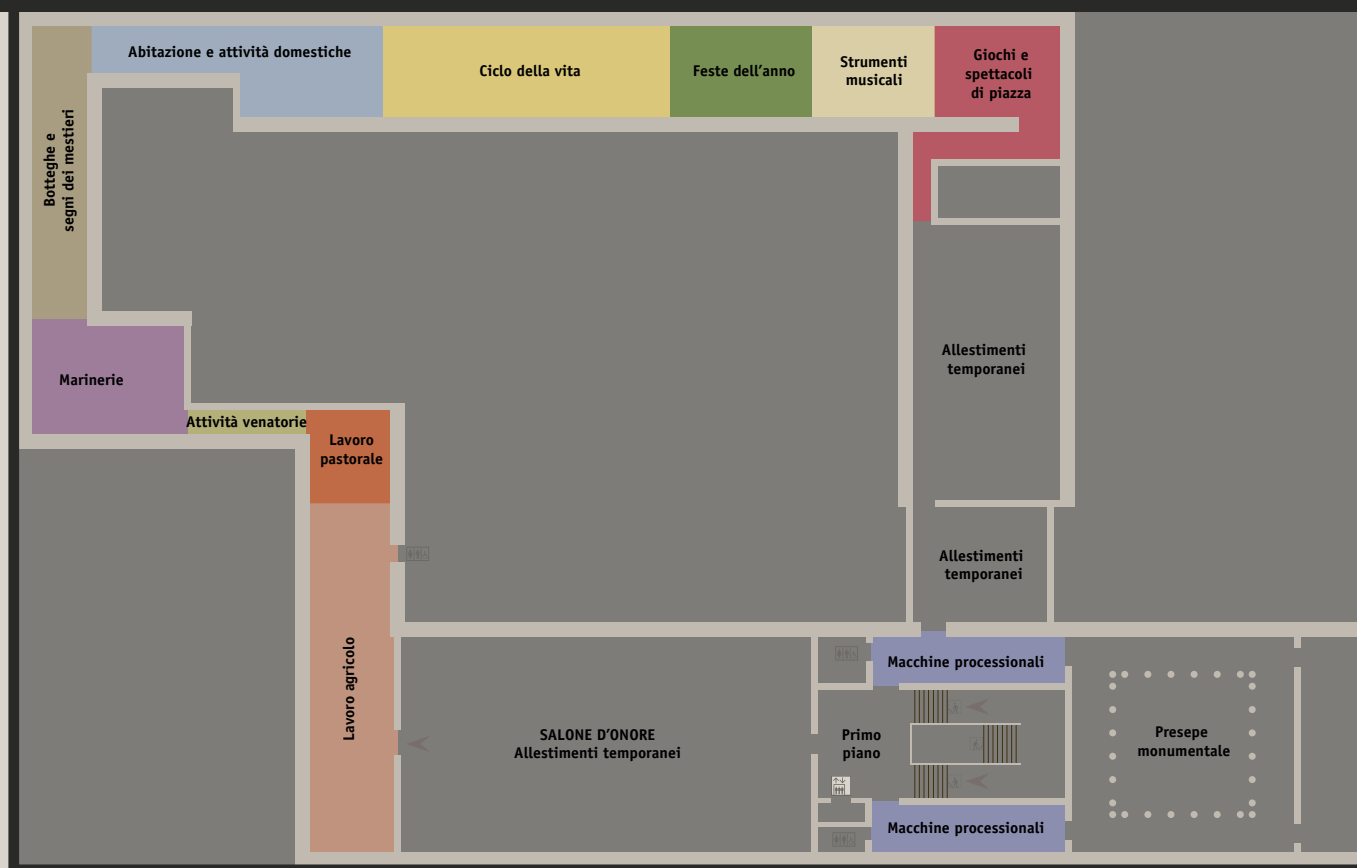 Abitazione e attività domestiche
Ciclo della vita
Feste dell'anno
Strumenti
musicali
Giochi e
spettacoli
di piazza
Botteghe e
segni dei mestieri
Marinerie
Attività venatorie
Lavoro
pastorale
Allestimenti
temporanei
Allestimenti
temporanei
Lavoro agricolo
SALONE D'ONORE
Allestimenti temporanei
Macchine processionali
Primo
piano
Presepe
monumentale
Macchine processionali